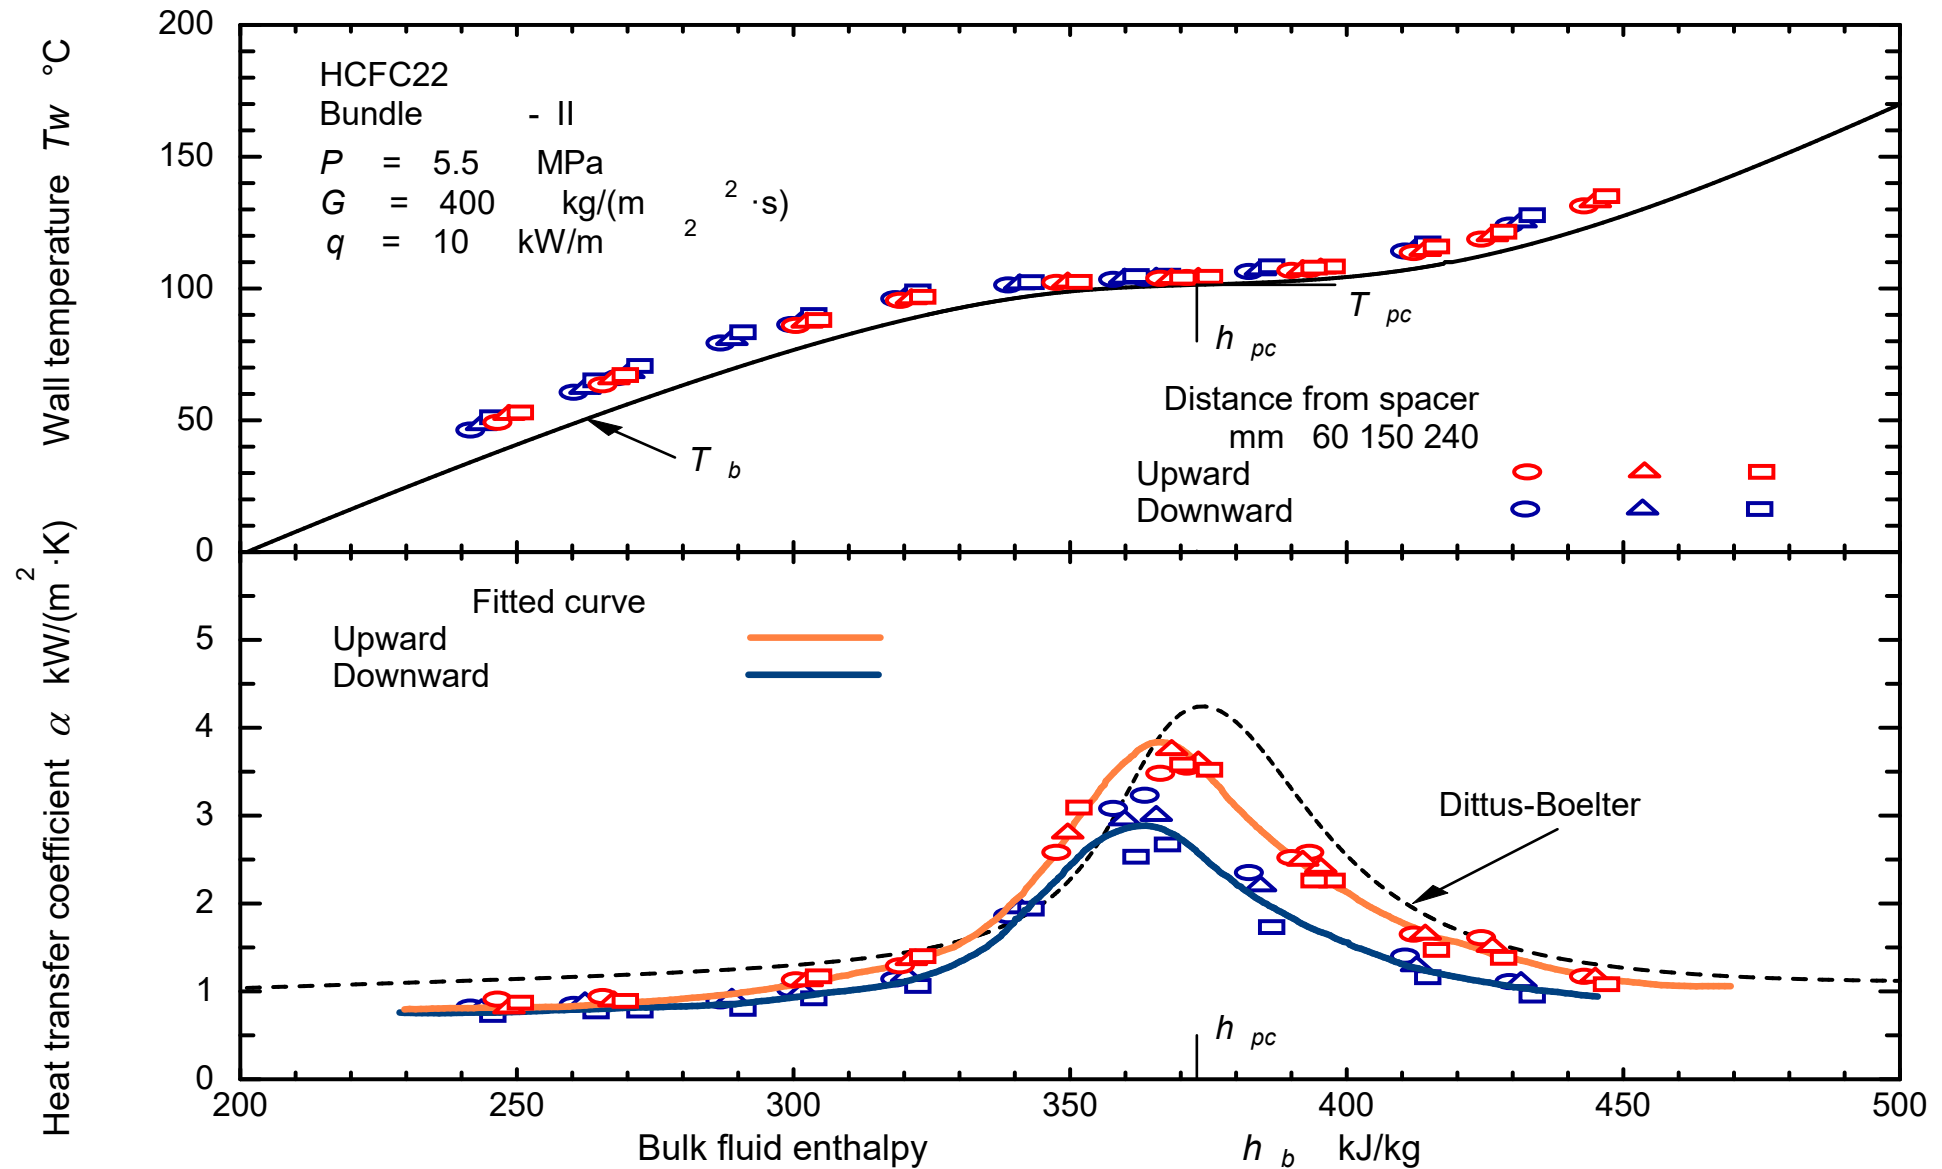 200
150
100
50
0
Wall temperature Tw °C
HCFC22
Bundle - II
P = 5.5 MPa
G = 400 kg/(m² ·s)
q = 10 kW/m²
T pc
h pc
T b
Distance from spacer
mm 60 150 240
Upward
Downward
Heat transfer coefficient α kW/(m² ·K)
5
4
3
2
1
0
Fitted curve
Upward
Downward
Dittus-Boelter
h pc
200 250 300 350 400 450 500
Bulk fluid enthalpy h b kJ/kg